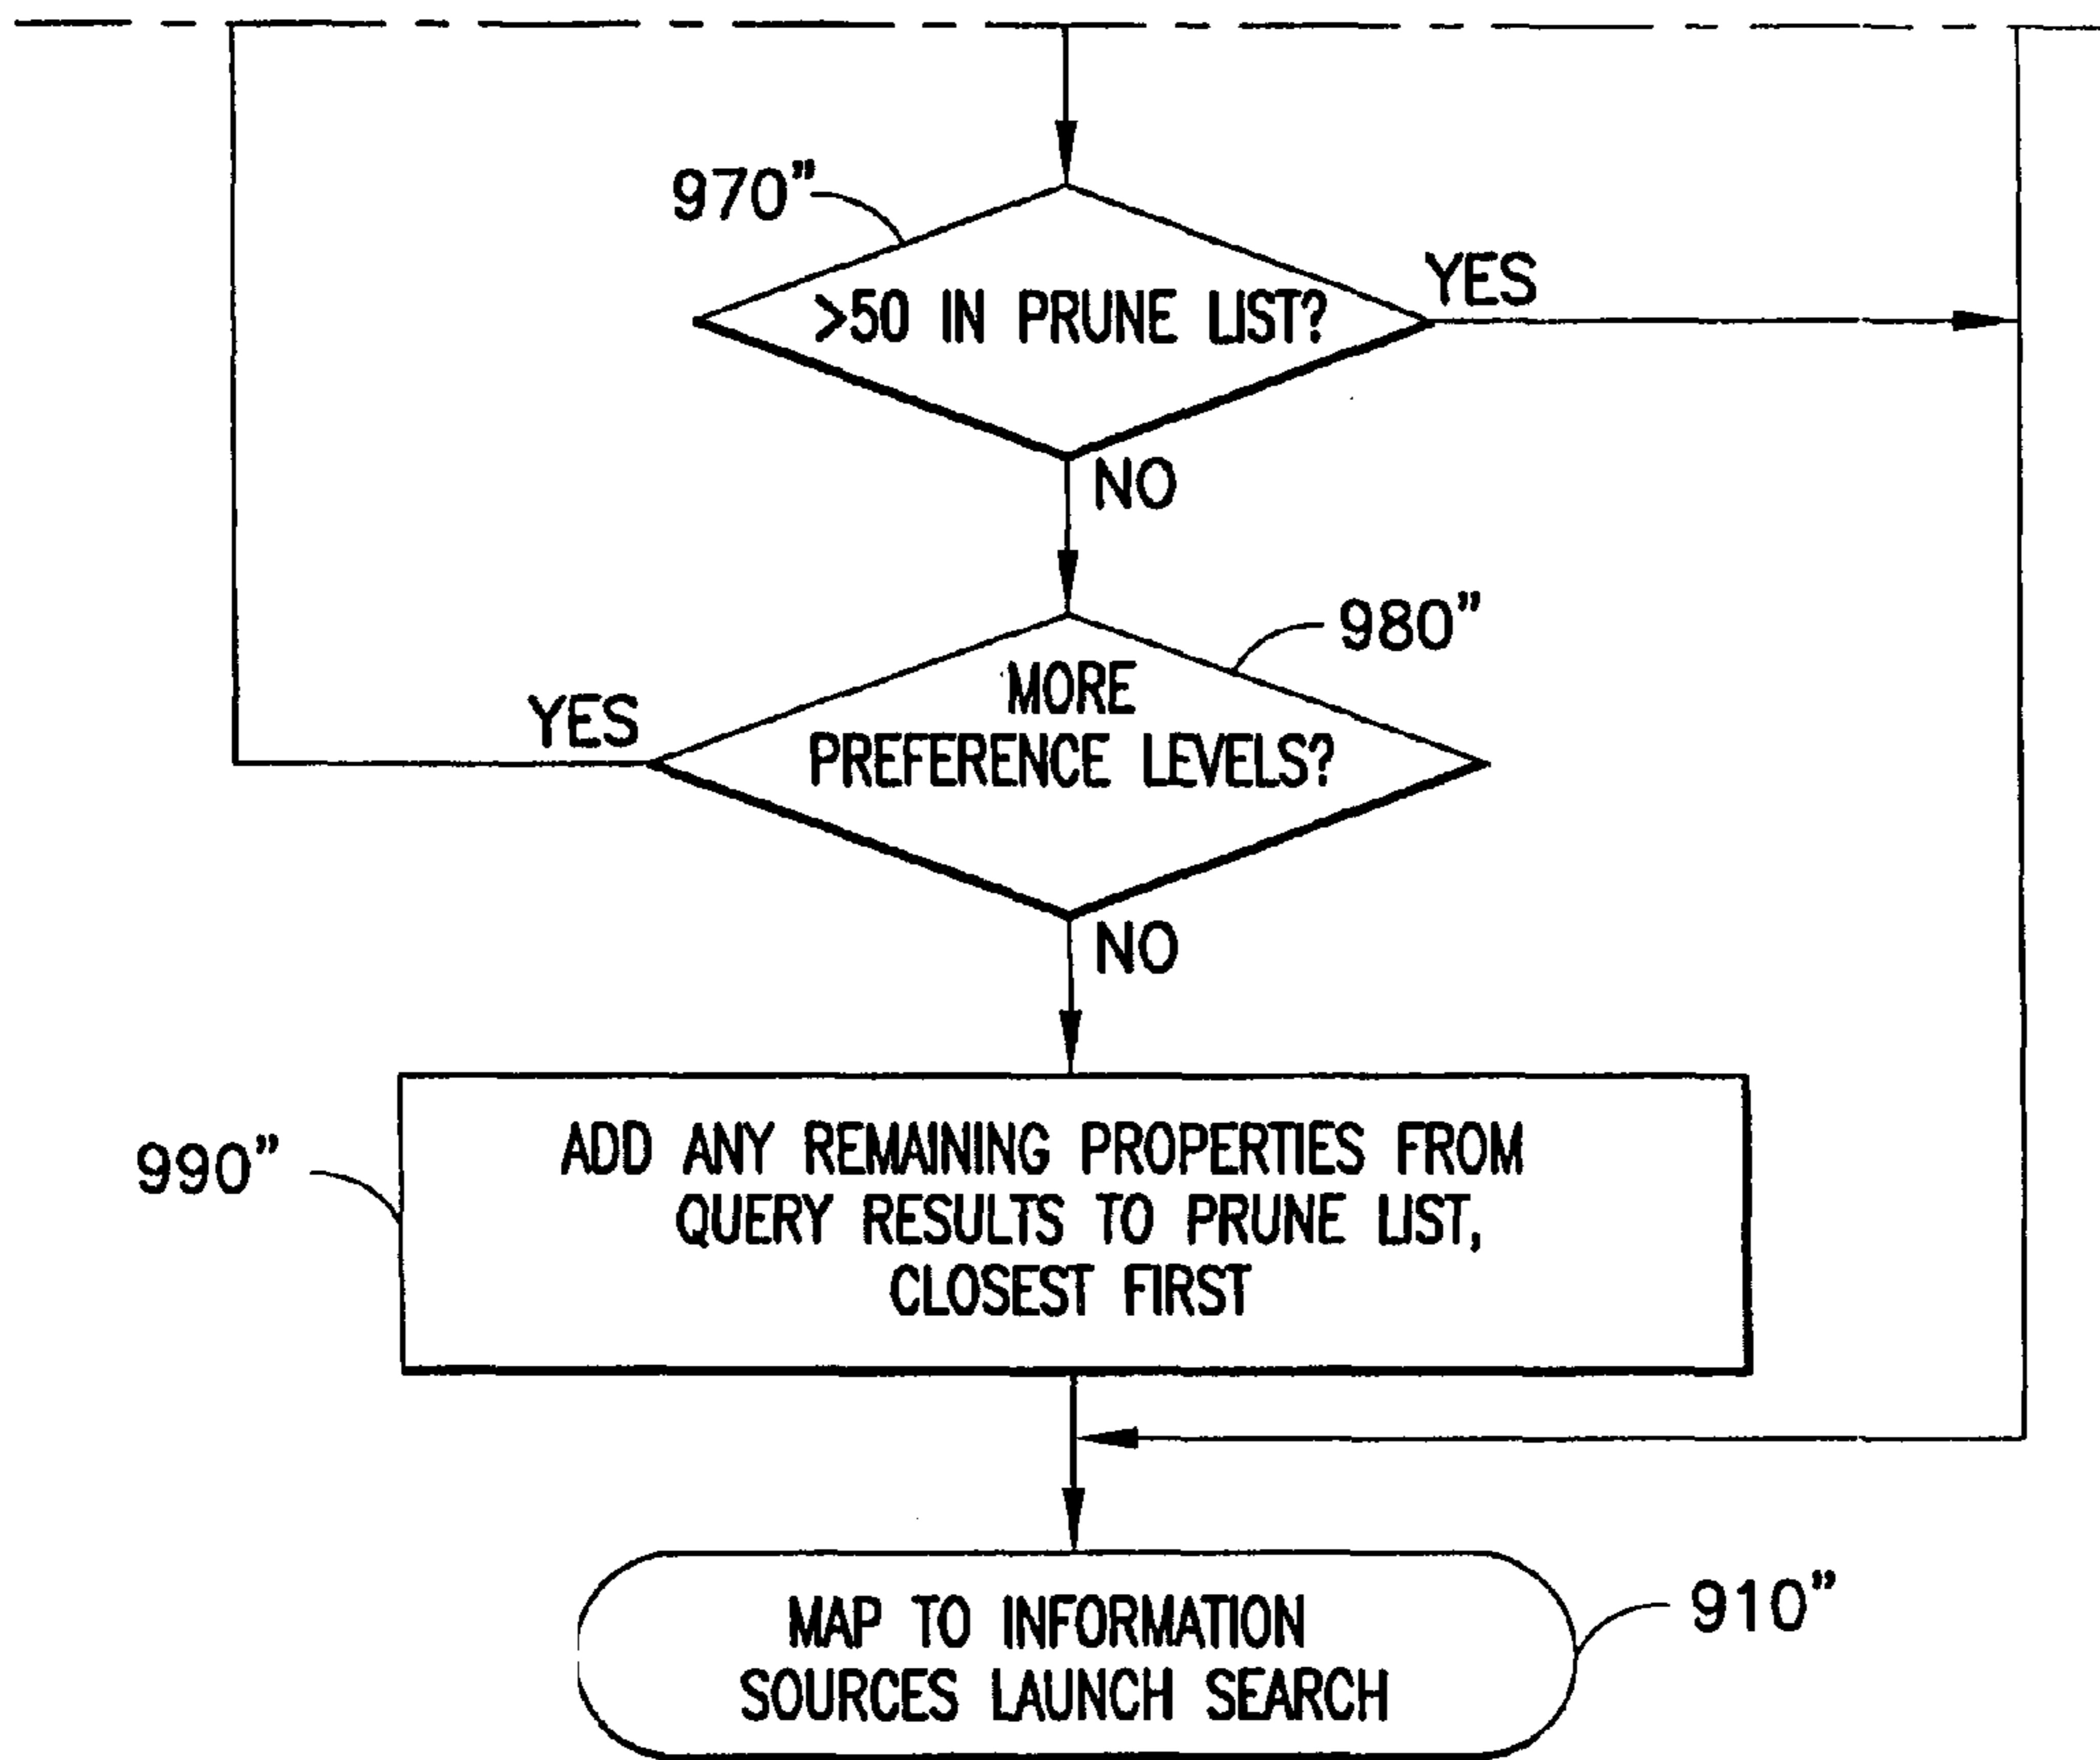 970”
>50 IN PRUNE LIST?
YES
NO
980”
MORE
PREFERENCE LEVELS?
YES
NO
990”
ADD ANY REMAINING PROPERTIES FROM
QUERY RESULTS TO PRUNE LIST,
CLOSEST FIRST
MAP TO INFORMATION
SOURCES LAUNCH SEARCH
910”